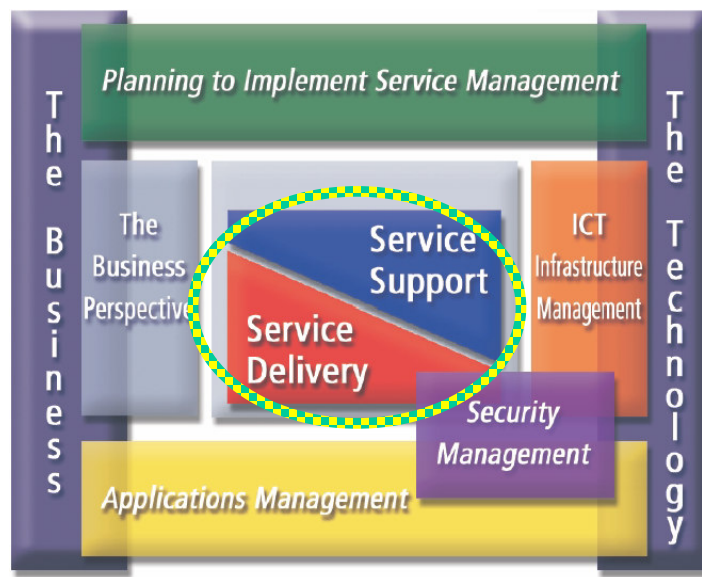 The Business
Planning to Implement Service Management
The
Business
Perspective
Service
Support
Service
Delivery
ICT
Infrastructure
Management
Security
Management
Applications Management
The Technology